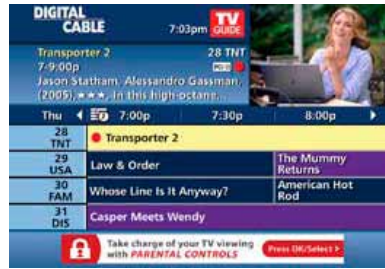 DIGITAL
CABLE
7:03pm
TV
GUIDE
Transporter 2
28 TNT
7-9:00p
PG13
Jason Statham, Alessandro Gassman,
(2005), ★★★, In this high-octane...
Thu
7:00p
7:30p
8:00p
28
TNT
Transporter 2
29
USA
Law & Order
The Mummy
Returns
30
FAM
Whose Line Is It Anyway?
American Hot
Rod
31
DIS
Casper Meets Wendy
Take charge of your TV viewing
with PARENTAL CONTROLS
Press OK/Select >